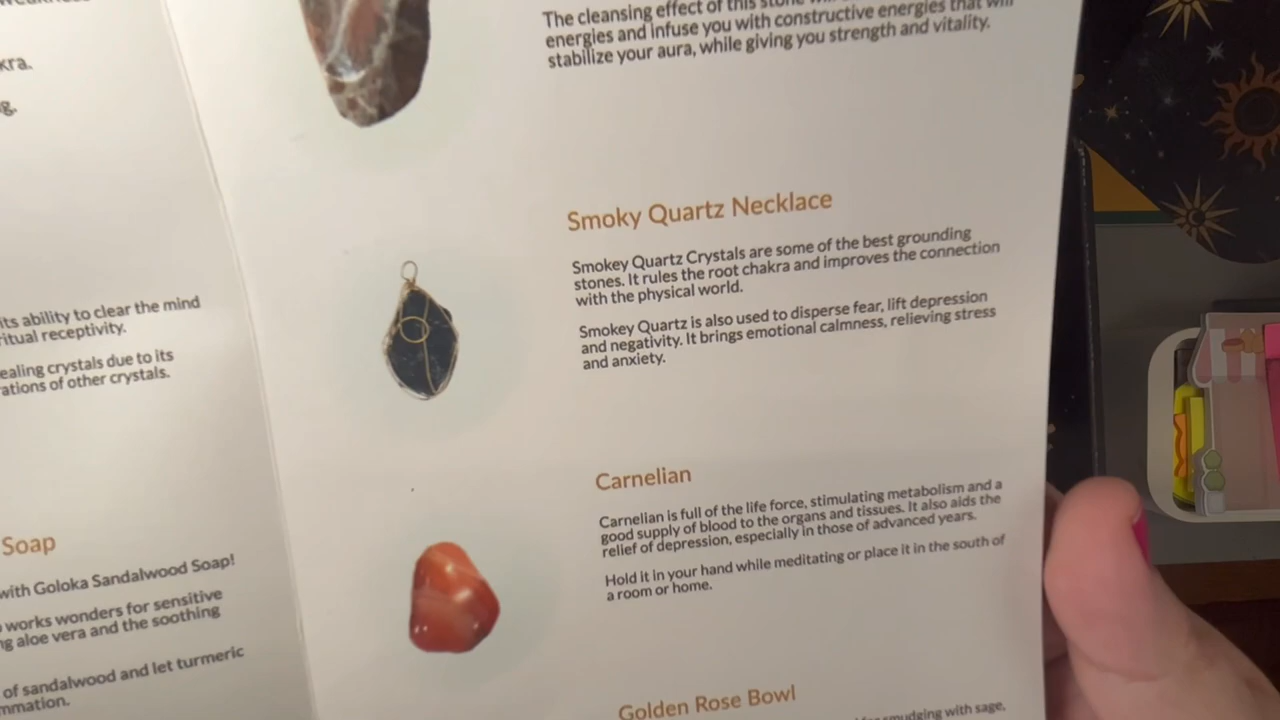 kra.
g.
its ability to clear the mind
ritual receptivity.
ealing crystals due to its
ations of other crystals.
Soap
with Goloka Sandalwood Soap!
works wonders for sensitive
ng aloe vera and the soothing
of sandalwood and let turmeric
mmation.
The cleansing effect of this stone
energies and infuse you with constructive energies that will
stabilize your aura, while giving you strength and vitality.
Smoky Quartz Necklace
Smokey Quartz Crystals are some of the best grounding
stones. It rules the root chakra and improves the connection
with the physical world.
Smokey Quartz is also used to disperse fear, lift depression
and negativity. It brings emotional calmness, relieving stress
and anxiety.
Carnelian
Carnelian is full of the life force, stimulating metabolism and a
good supply of blood to the organs and tissues. It also aids the
relief of depression, especially in those of advanced years.
Hold it in your hand while meditating or place it in the south of
a room or home.
Golden Rose Bowl
smudging with sage,